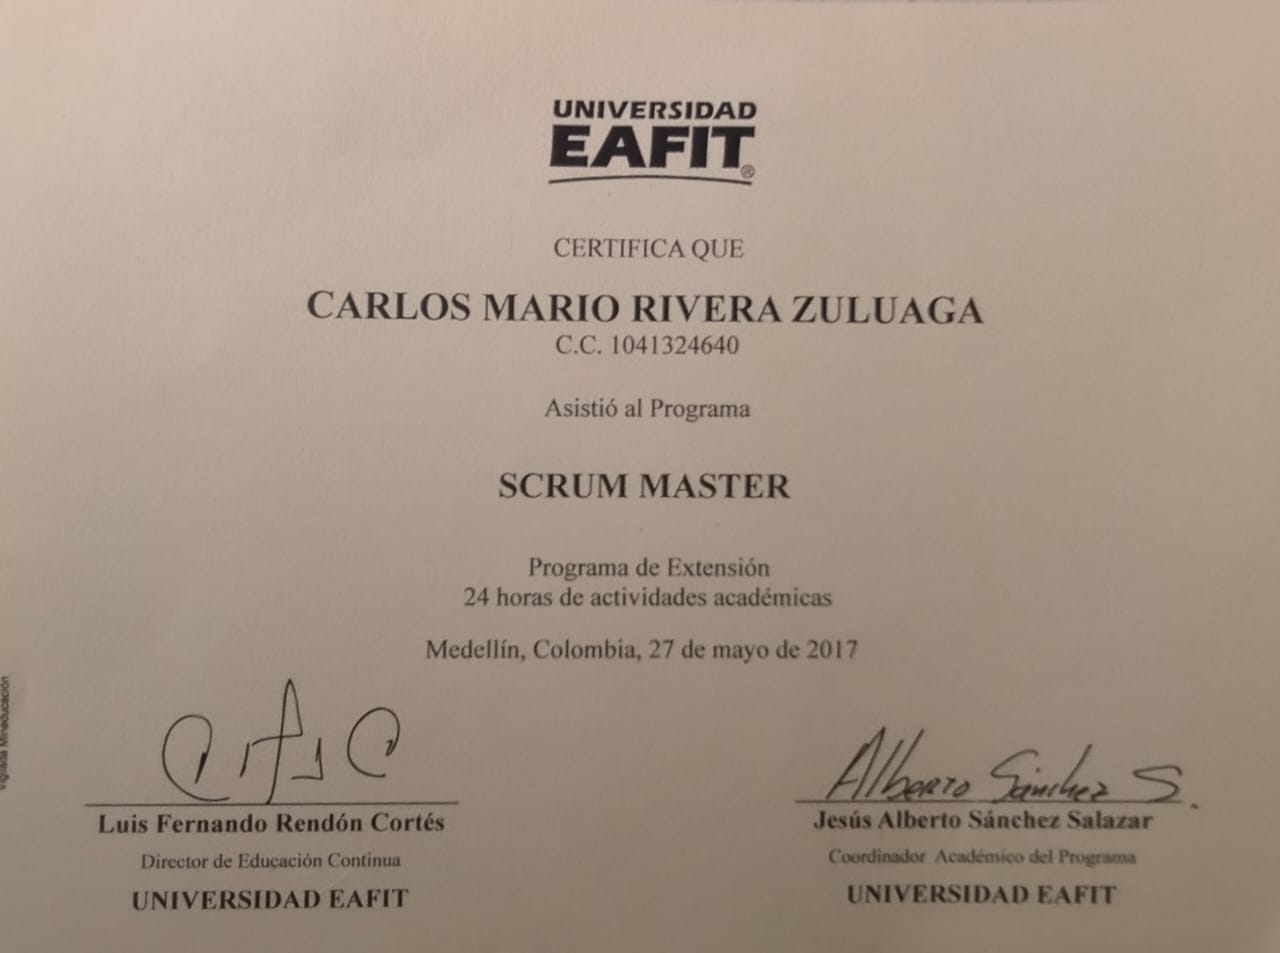 UNIVERSIDAD
EAFIT®
CERTIFICA QUE
CARLOS MARIO RIVERA ZULUAGA
C.C. 1041324640
Asistió al Programa
SCRUM MASTER
Programa de Extensión
24 horas de actividades académicas
Medellín, Colombia, 27 de mayo de 2017
Luis Fernando Rendón Cortés
Director de Educación Continua
UNIVERSIDAD EAFIT
Alberto Sánchez S.
Jesús Alberto Sánchez Salazar
Coordinador Académico del Programa
UNIVERSIDAD EAFIT
Vigilada Mineducación